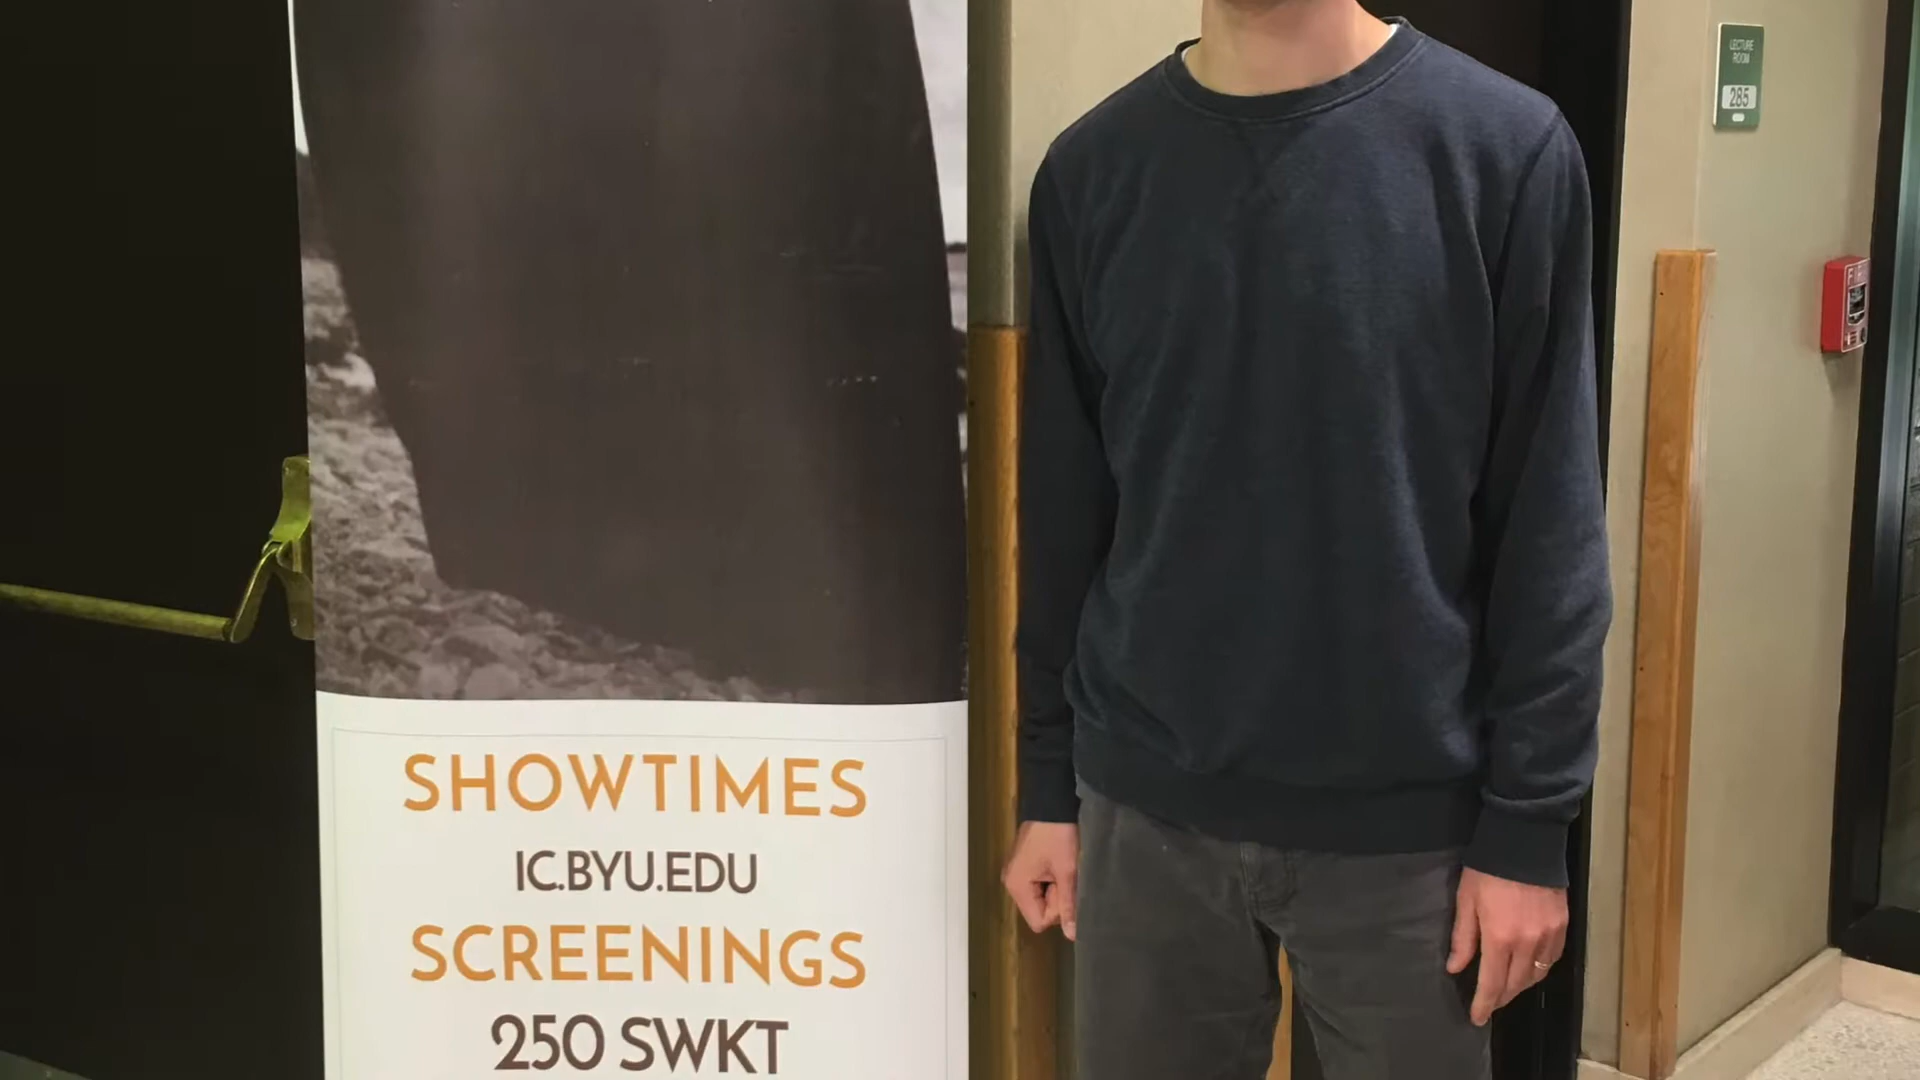 SHOWTIMES
IC.BYU.EDU
SCREENINGS
250 SWKT
LECTURE
ROOM
285